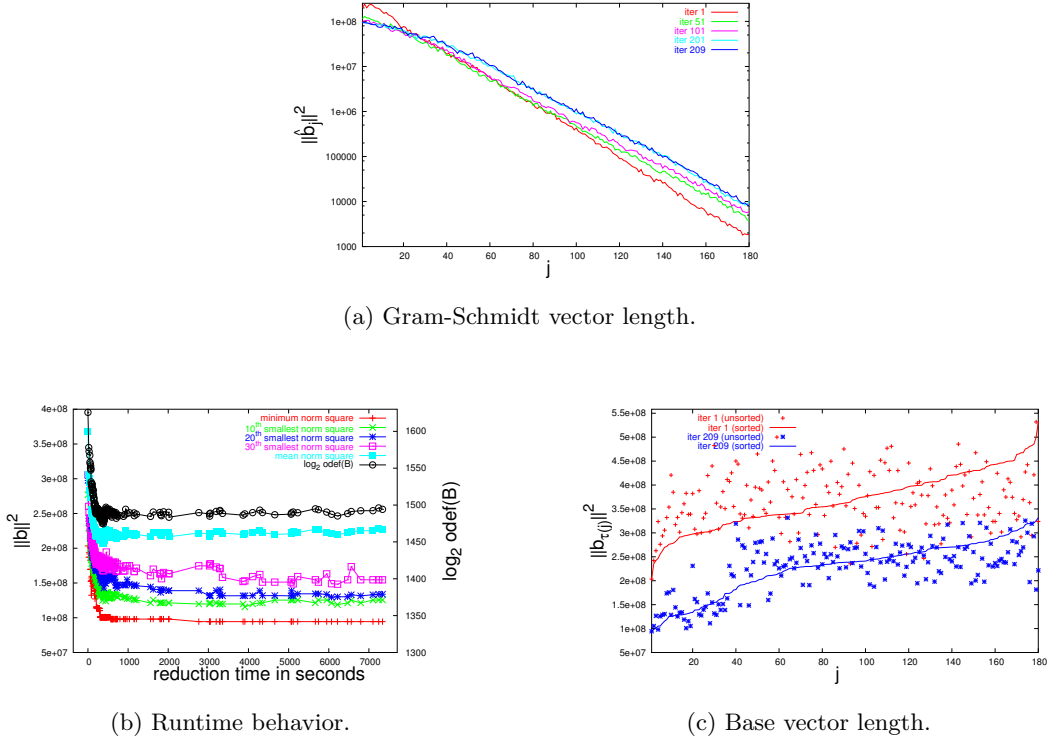 1e+08
1e+07
1e+06
100000
10000
1000
||b̂j||²
20 40 60 80 100 120 140 160 180
j
iter 1
iter 51
iter 101
iter 201
iter 209
(a) Gram-Schmidt vector length.
4e+08
3.5e+08
3e+08
2.5e+08
2e+08
1.5e+08
1e+08
5e+07
||b||²
minimum norm square
10th smallest norm square
20th smallest norm square
30th smallest norm square
mean norm square
log2 odef(B)
1600
1550
1500
1450
1400
1350
1300
log2 odef(B)
0 1000 2000 3000 4000 5000 6000 7000
reduction time in seconds
(b) Runtime behavior.
5.5e+08
5e+08
4.5e+08
4e+08
3.5e+08
3e+08
2.5e+08
2e+08
1.5e+08
1e+08
5e+07
||bτ(j)||²
iter 1 (unsorted)
iter 1 (sorted)
iter 209 (unsorted)
iter 209 (sorted)
20 40 60 80 100 120 140 160 180
j
(c) Base vector length.